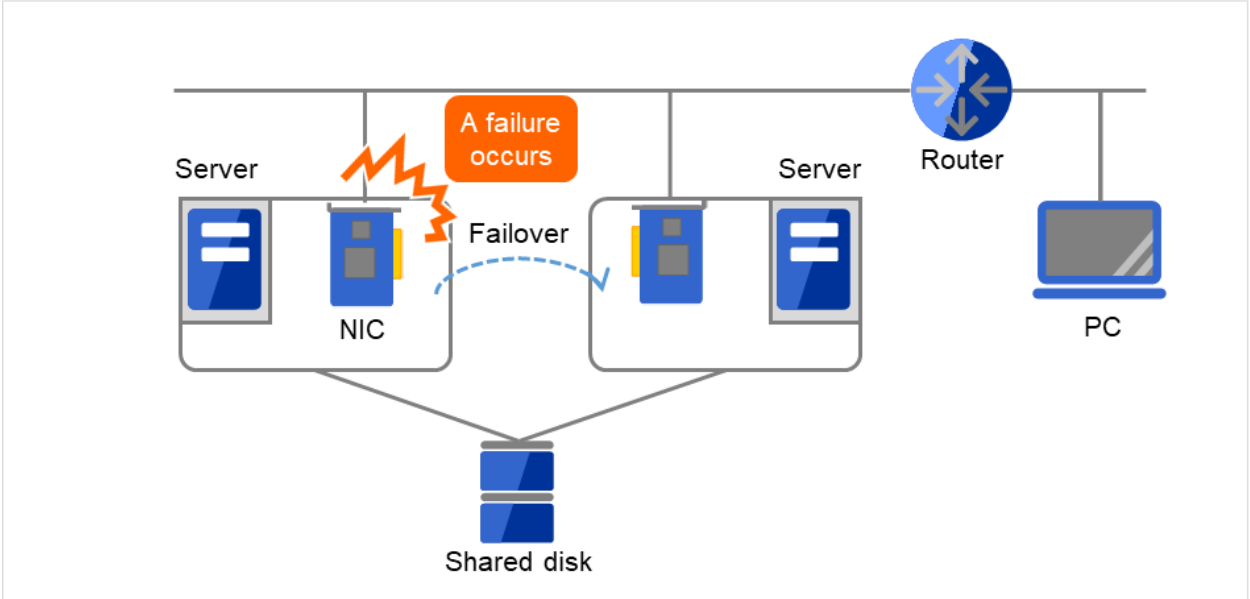 A failure
occurs
Server
Server
Router
Failover
NIC
PC
Shared disk